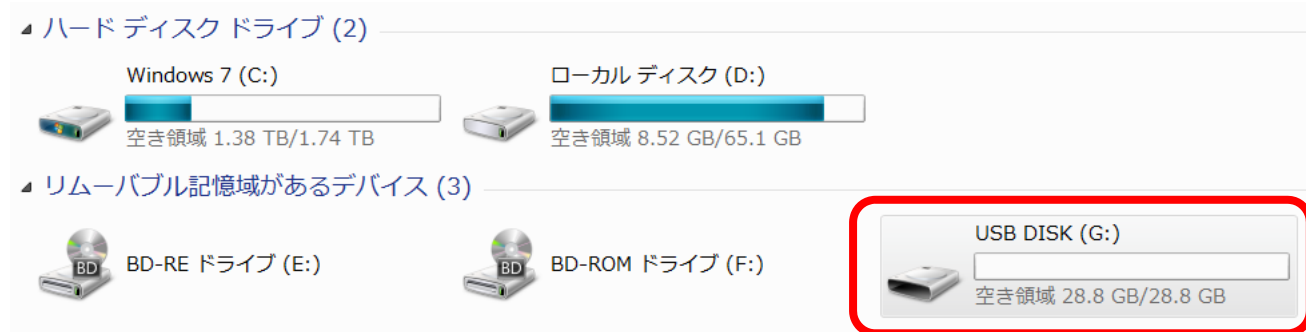 ハード ディスク ドライブ (2)
Windows 7 (C:)
空き領域 1.38 TB/1.74 TB
ローカル ディスク (D:)
空き領域 8.52 GB/65.1 GB
リムーバブル記憶域があるデバイス (3)
BD-RE ドライブ (E:)
BD-ROM ドライブ (F:)
USB DISK (G:)
空き領域 28.8 GB/28.8 GB
BD
BD